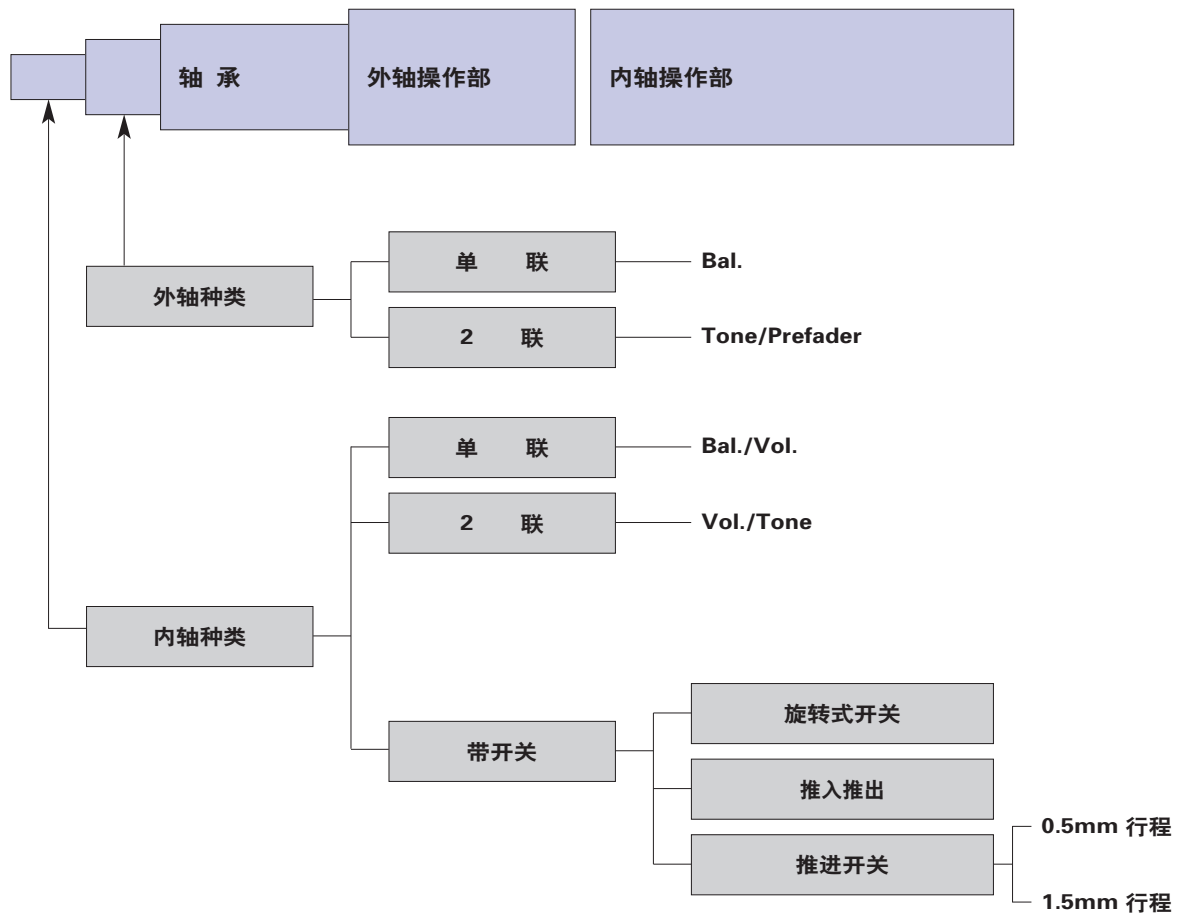 轴 承
外轴操作部
内轴操作部
外轴种类
单 联
Bal.
2 联
Tone/Prefader
内轴种类
单 联
Bal./Vol.
2 联
Vol./Tone
带开关
旋转式开关
推入推出
推进开关
0.5mm 行程
1.5mm 行程